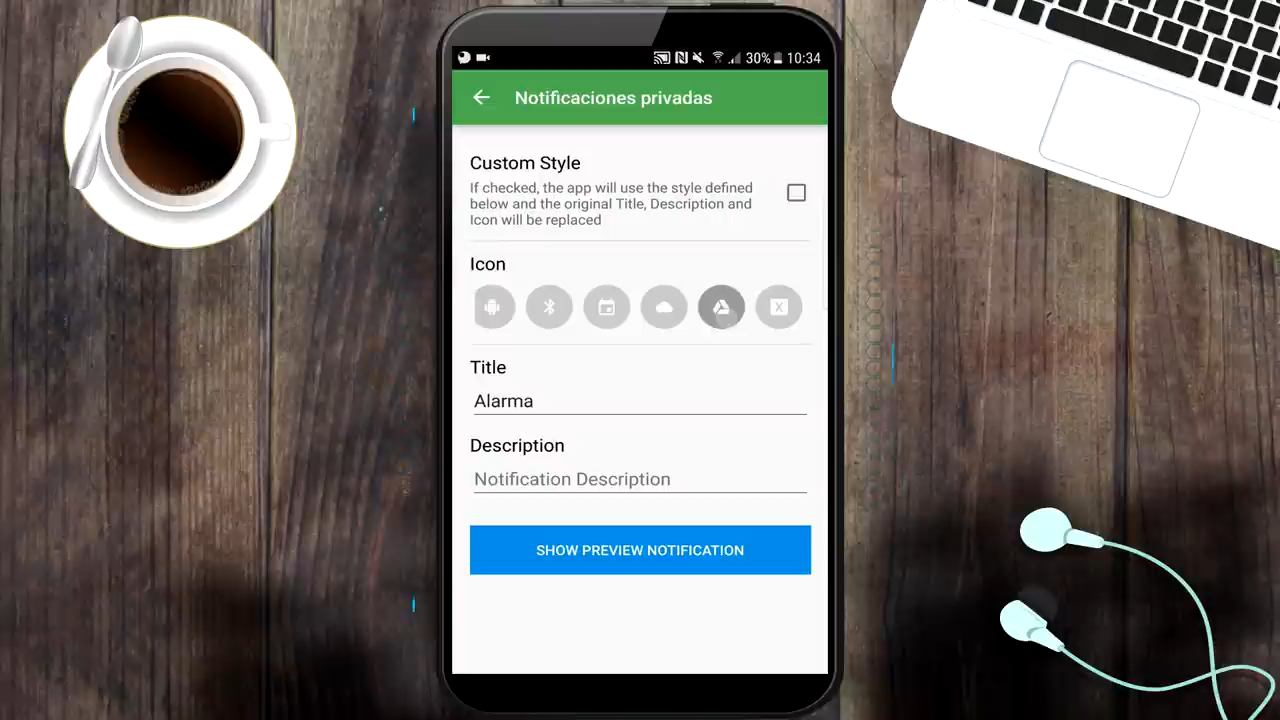 30% 10:34
Notificaciones privadas
Custom Style
If checked, the app will use the style defined
below and the original Title, Description and
Icon will be replaced
Icon
X
Title
Alarma
Description
Notification Description
SHOW PREVIEW NOTIFICATION